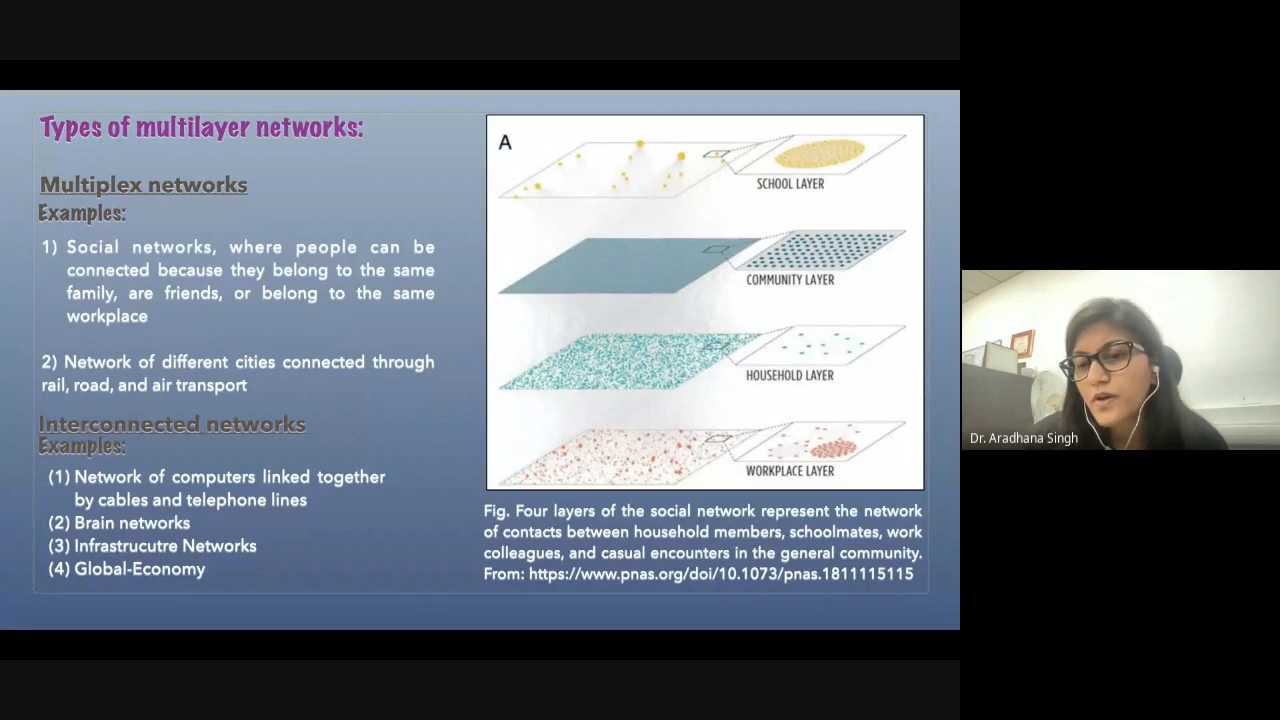 Types of multilayer networks:
Multiplex networks
Examples:
1) Social networks, where people can be
connected because they belong to the same
family, are friends, or belong to the same
workplace
2) Network of different cities connected through
rail, road, and air transport
Interconnected networks
Examples:
(1) Network of computers linked together
by cables and telephone lines
(2) Brain networks
(3) Infrastrucutre Networks
(4) Global-Economy
A
SCHOOL LAYER
COMMUNITY LAYER
HOUSEHOLD LAYER
WORKPLACE LAYER
Fig. Four layers of the social network represent the network
of contacts between household members, schoolmates, work
colleagues, and casual encounters in the general community.
From: https://www.pnas.org/doi/10.1073/pnas.1811115115
Dr. Aradhana Singh